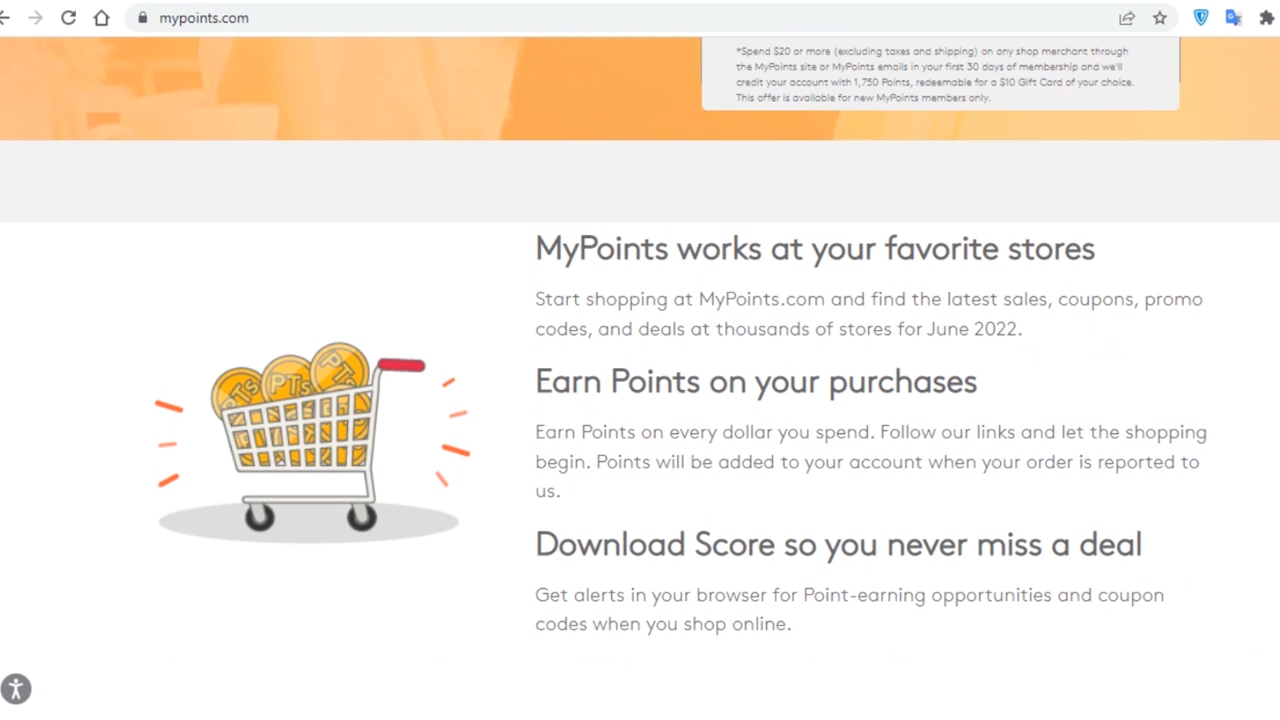 mypoints.com
*Spend $20 or more (excluding taxes and shipping) on any shop merchant through
the MyPoints site or MyPoints emails in your first 30 days of membership and we'll
credit your account with 1,750 Points, redeemable for a $10 Gift Card of your choice.
This offer is available for new MyPoints members only.
MyPoints works at your favorite stores
Start shopping at MyPoints.com and find the latest sales, coupons, promo
codes, and deals at thousands of stores for June 2022.
PTs PTs PTs
Earn Points on your purchases
Earn Points on every dollar you spend. Follow our links and let the shopping
begin. Points will be added to your account when your order is reported to
us.
Download Score so you never miss a deal
Get alerts in your browser for Point-earning opportunities and coupon
codes when you shop online.